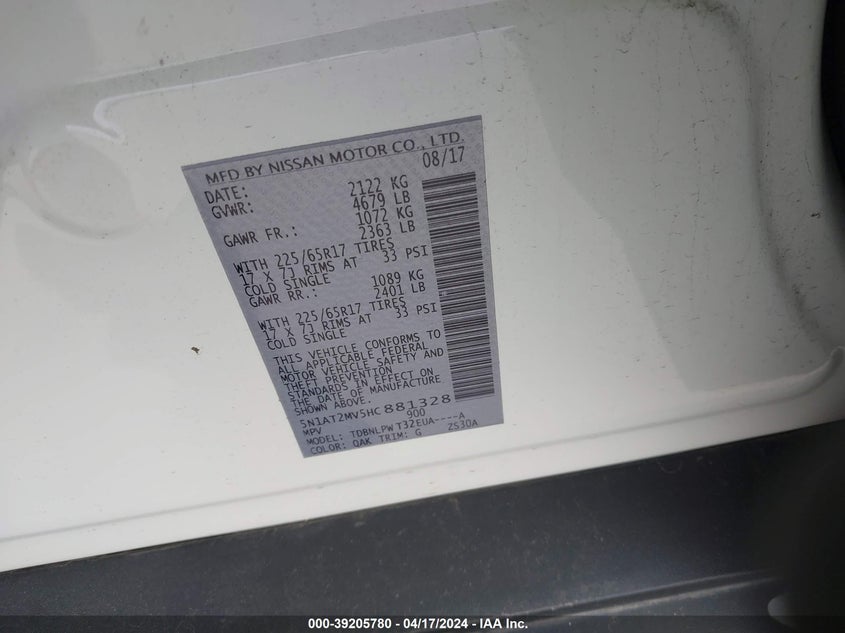 MFD BY NISSAN MOTOR CO., LTD.
DATE: 08/17
GVWR: 2122 KG
4679 LB
GAWR FR.: 1072 KG
2363 LB
WITH 225/65R17 TIRES
17 X 7J RIMS AT 33 PSI
COLD SINGLE
GAWR RR.: 1089 KG
2401 LB
WITH 225/65R17 TIRES
17 X 7J RIMS AT 33 PSI
COLD SINGLE
THIS VEHICLE CONFORMS TO
ALL APPLICABLE FEDERAL
MOTOR VEHICLE SAFETY AND
THEFT PREVENTION
STANDARDS IN EFFECT ON
THE DATE OF MANUFACTURE
SHOWN ABOVE.
5N1AT2MV5HC881328
MPV 900
MODEL: TDBNLPW T32EUA----A
COLOR: QAK TRIM: G 2S30A
000-39205780 - 04/17/2024 - IAA Inc.